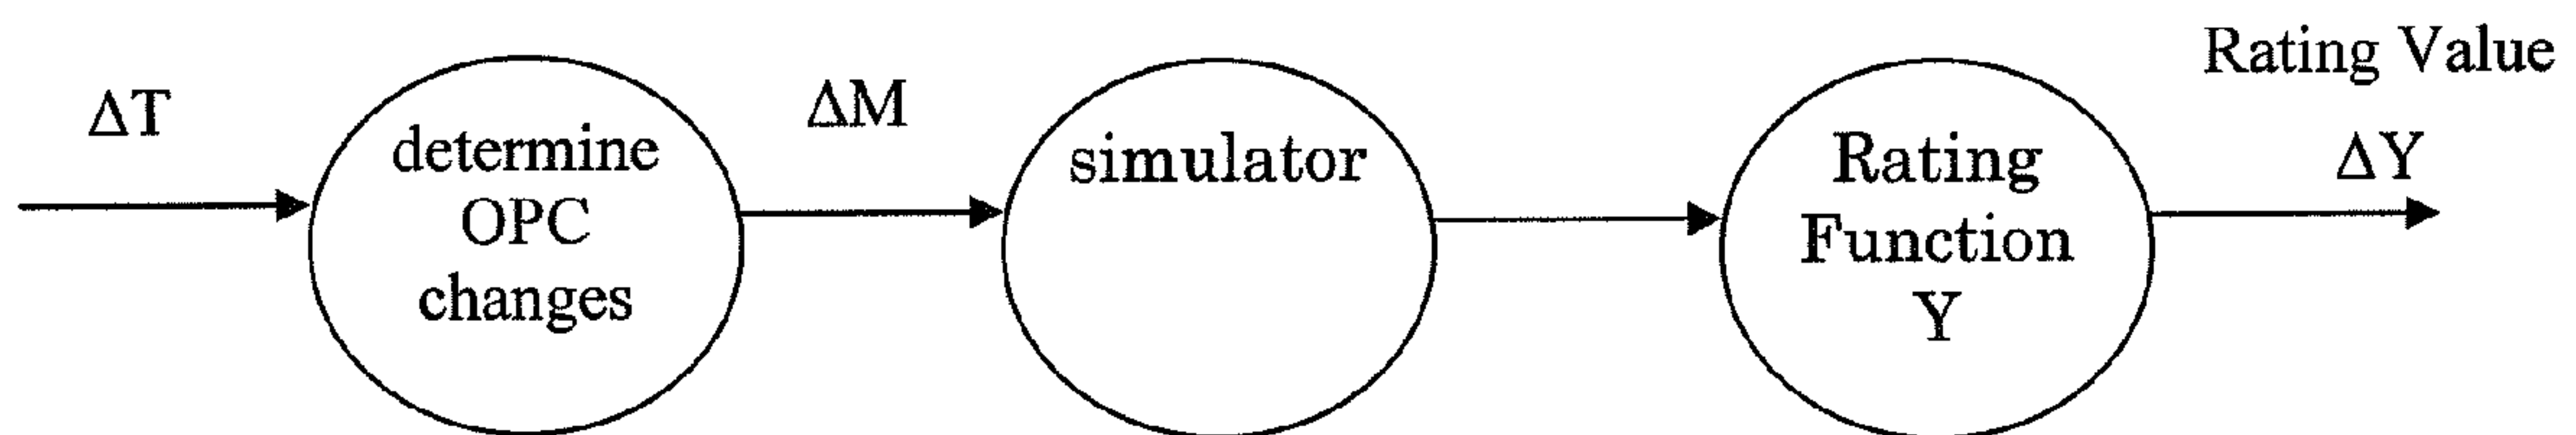 Rating Value
ΔT
determine
OPC
changes
ΔM
simulator
Rating
Function
Y
ΔY